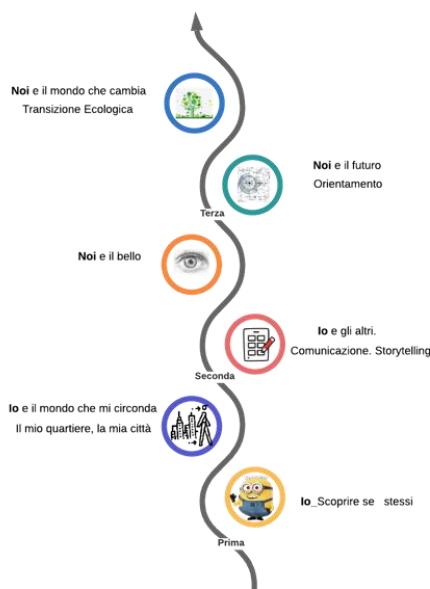 Noi e il mondo che cambia
Transizione Ecologica
Noi e il futuro
Orientamento
Terza
Noi e il bello
Io e gli altri.
Comunicazione. Storytelling
Seconda
Io e il mondo che mi circonda
Il mio quartiere, la mia città
Io_Scoprire se stessi
Prima